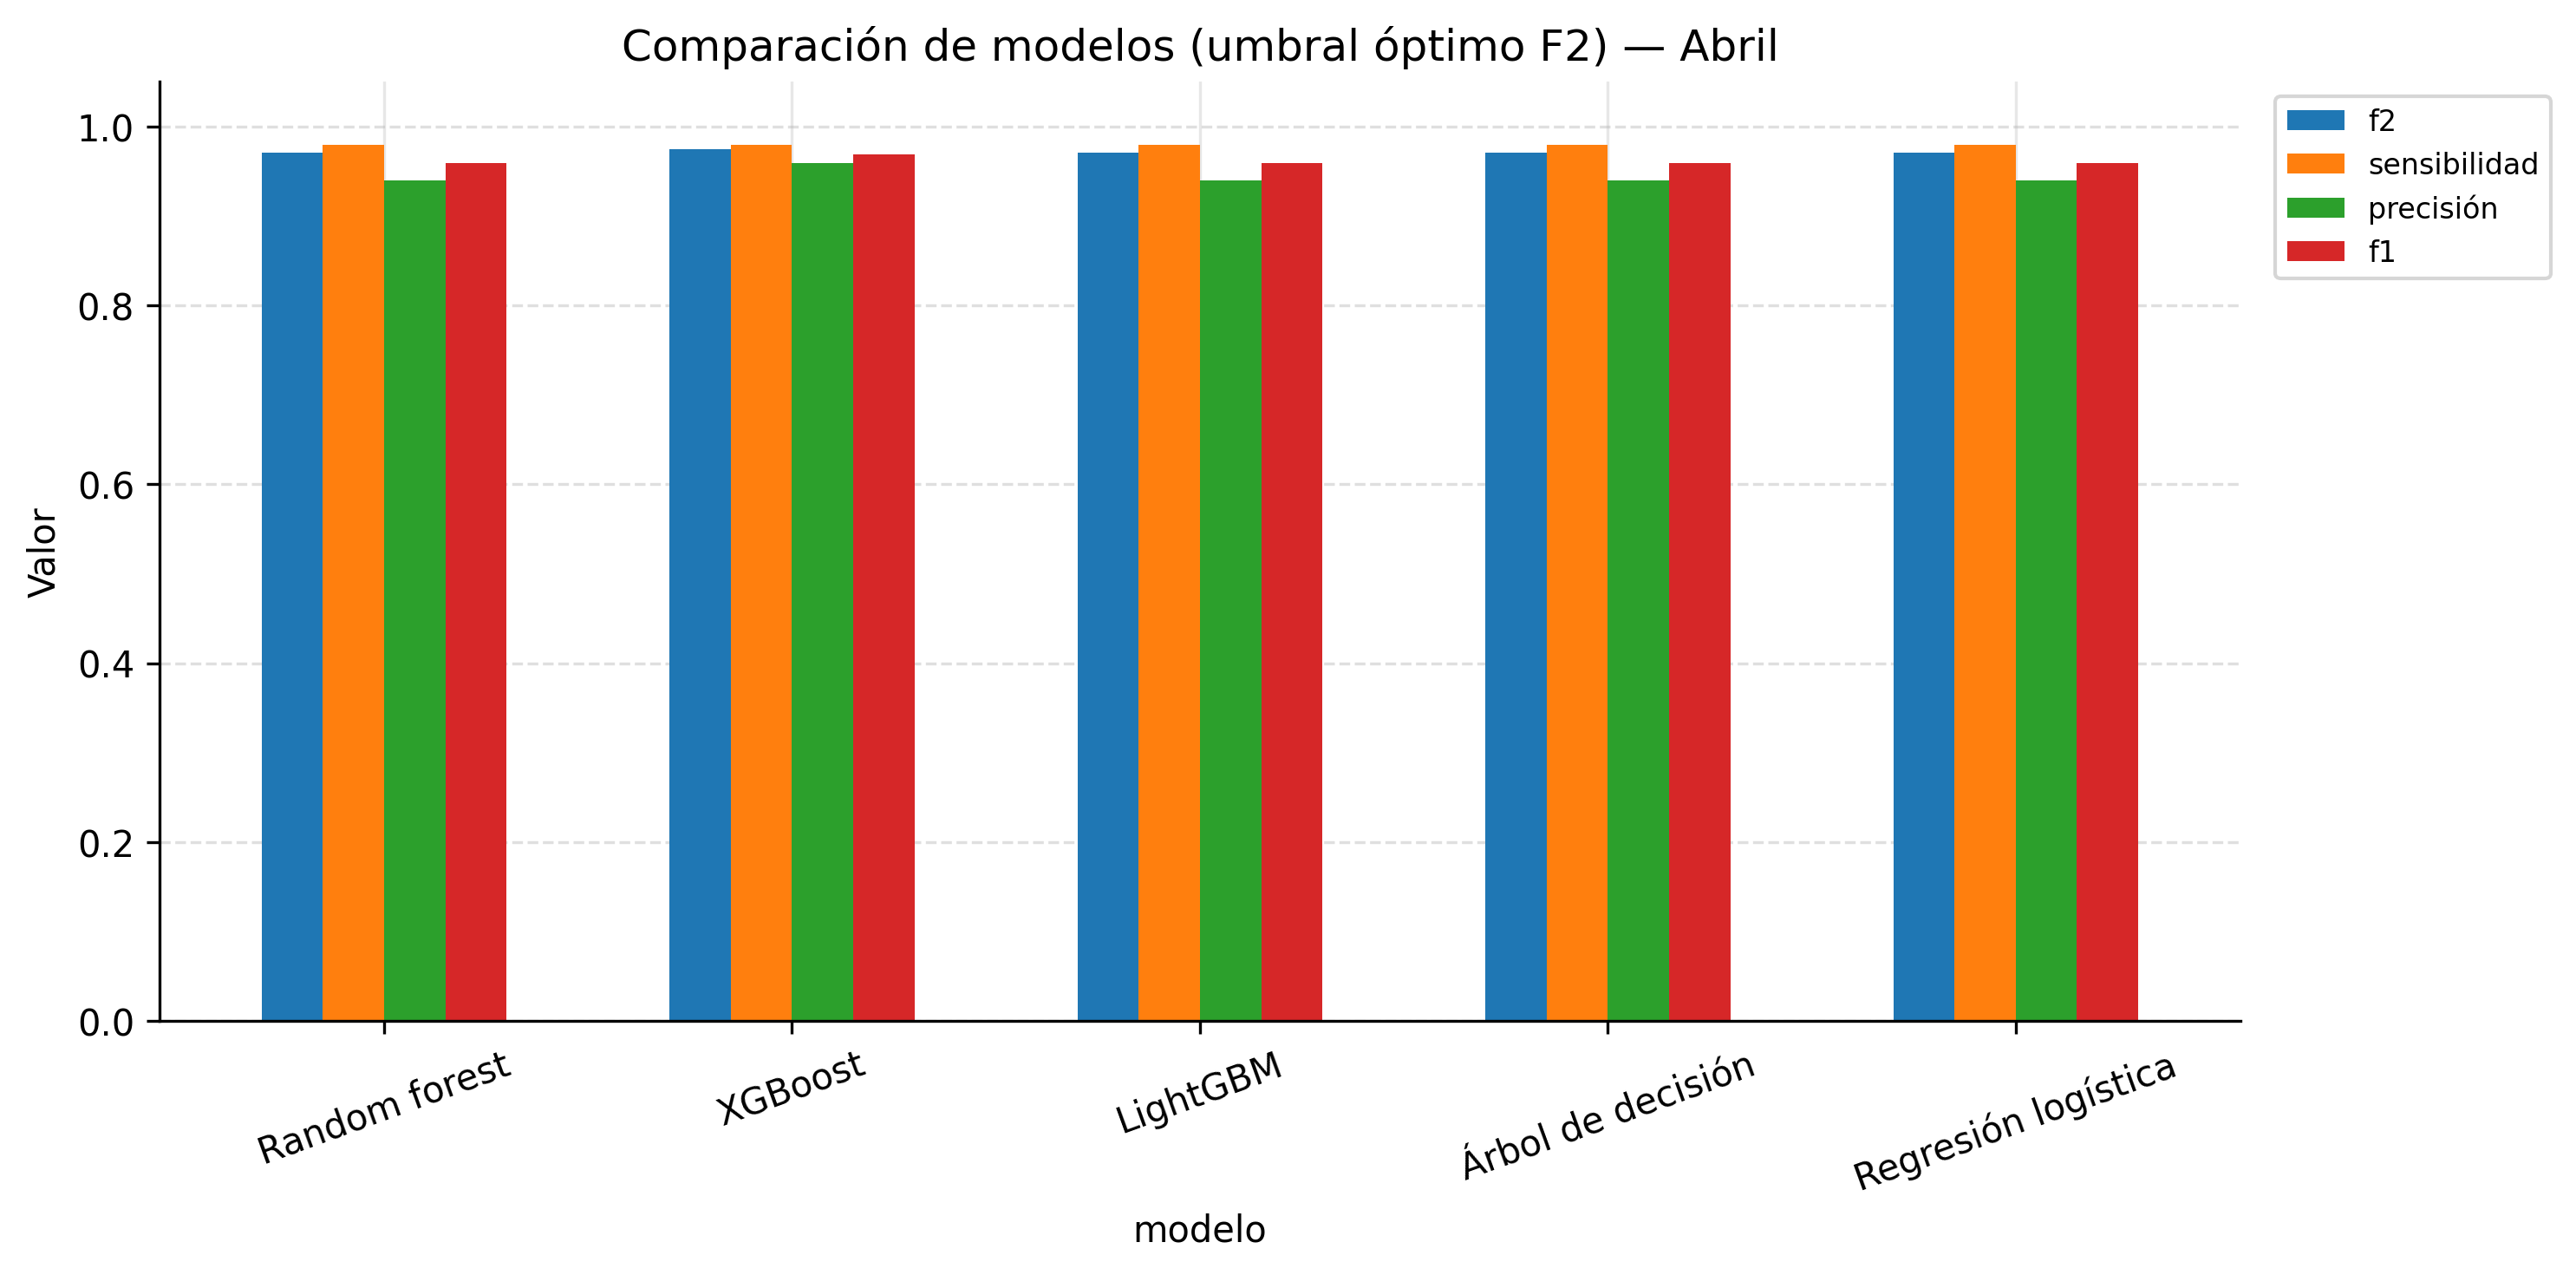 Comparación de modelos (umbral óptimo F2) — Abril
1.0
0.8
0.6
0.4
0.2
0.0
Valor
Random forest
XGBoost
LightGBM
Árbol de decisión
Regresión logística
modelo
f2
sensibilidad
precisión
f1